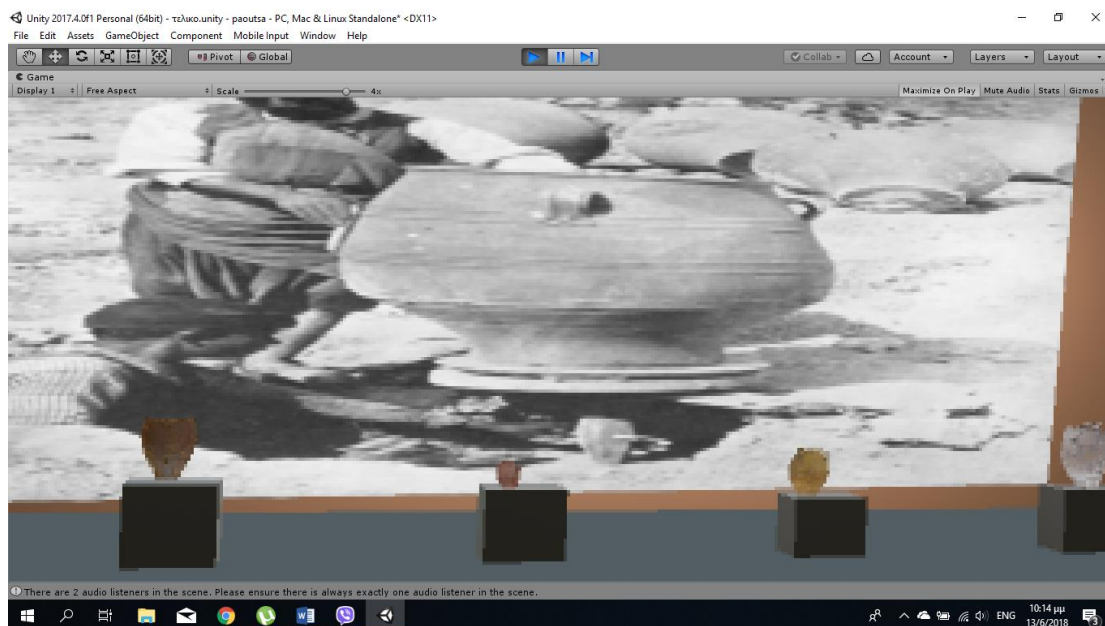 Unity 2017.4.0f1 Personal (64bit) - τελικο.unity - paoutsa - PC, Mac & Linux Standalone* <DX11>
File Edit Assets GameObject Component Mobile Input Window Help
Pivot Global Collab Account Layers Layout
Game
Display 1 Free Aspect Scale 4x Maximize On Play Mute Audio Stats Gizmos
There are 2 audio listeners in the scene. Please ensure there is always exactly one audio listener in the scene.
ENG 10:14 μμ
13/6/2018